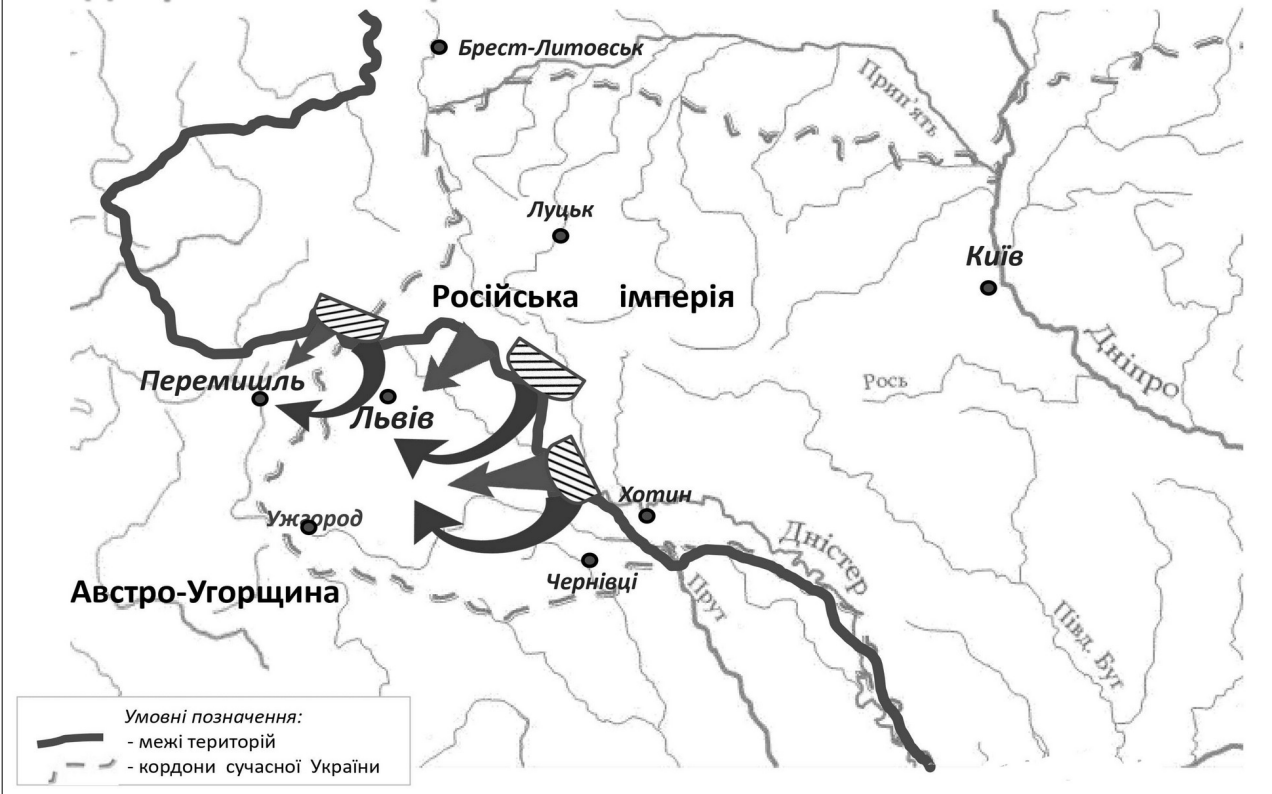 Брест-Литовськ
Прип'ять
Луцьк
Київ
Російська імперія
Дніпро
Перемишль
Рось
Львів
Хотин
Ужгород
Дністер
Чернівці
Австро-Угорщина
Прут
Півд. Буг
Умовні позначення:
- межі територій
- кордони сучасної України